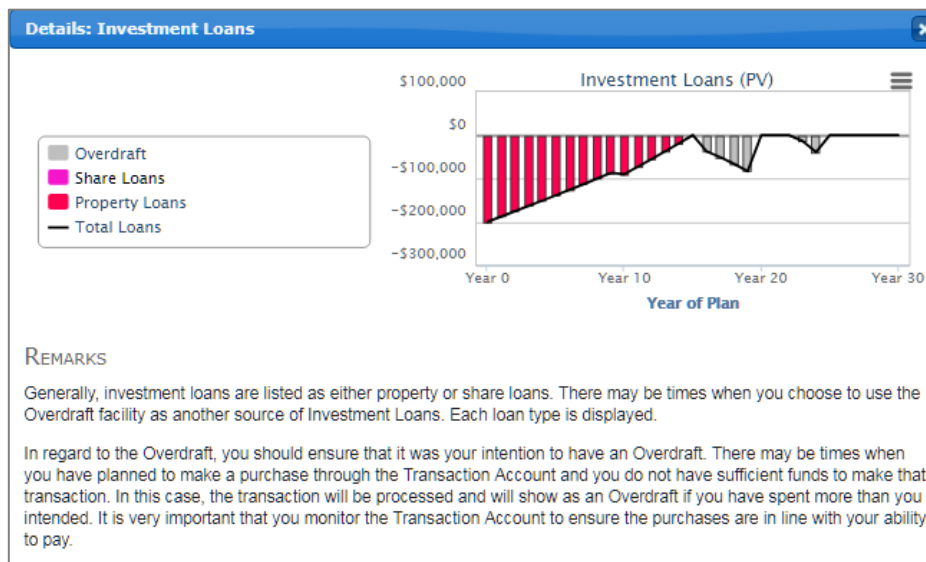 Details: Investment Loans
Investment Loans (PV)
$100,000
$0
-$100,000
-$200,000
-$300,000
Overdraft
Share Loans
Property Loans
Total Loans
Year 0
Year 10
Year 20
Year 30
Year of Plan
REMARKS
Generally, investment loans are listed as either property or share loans. There may be times when you choose to use the
Overdraft facility as another source of Investment Loans. Each loan type is displayed.
In regard to the Overdraft, you should ensure that it was your intention to have an Overdraft. There may be times when
you have planned to make a purchase through the Transaction Account and you do not have sufficient funds to make that
transaction. In this case, the transaction will be processed and will show as an Overdraft if you have spent more than you
intended. It is very important that you monitor the Transaction Account to ensure the purchases are in line with your ability
to pay.